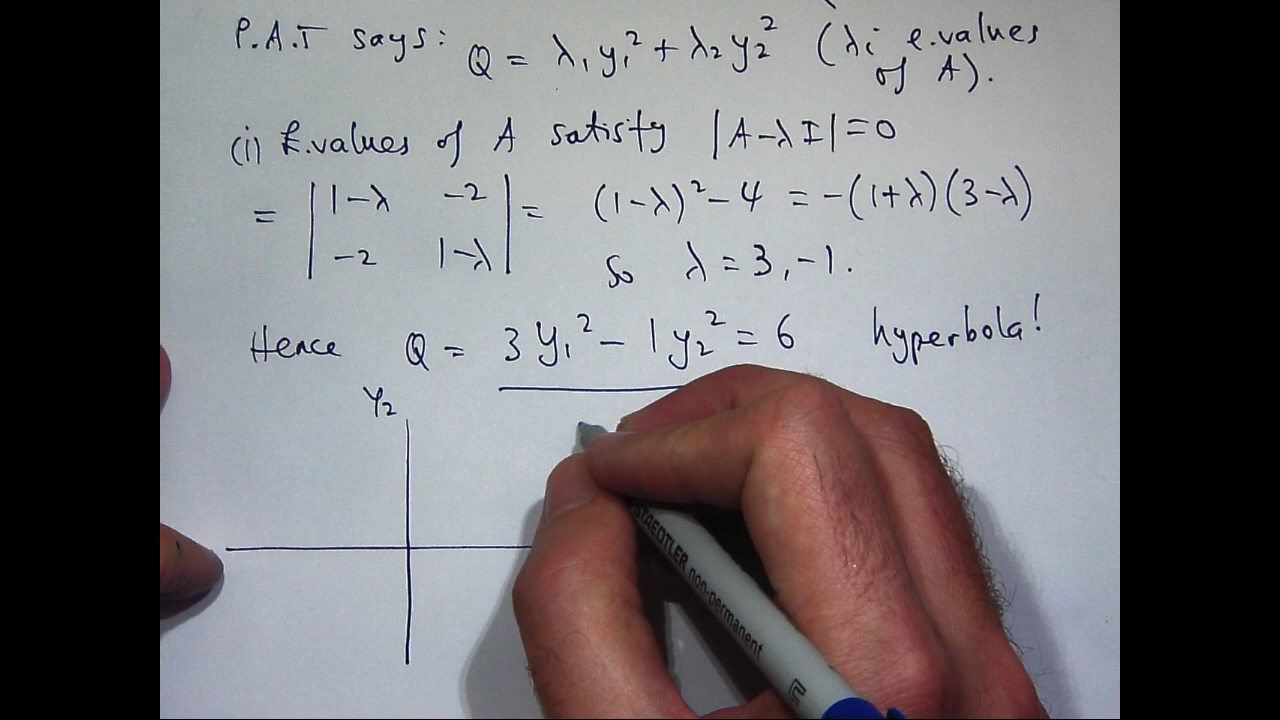 P.A.T says: Q = λ₁y₁² + λ₂y₂² (λᵢ e.values
of A).
(i) E.values of A satisfy |A-λI|=0
= |1-λ -2| = (1-λ)² - 4 = -(1+λ)(3-λ)
|-2 1-λ| So λ = 3, -1.
Hence Q = 3y₁² - 1y₂² = 6 hyperbola!
Y₂
STAEDTLER non-permanent